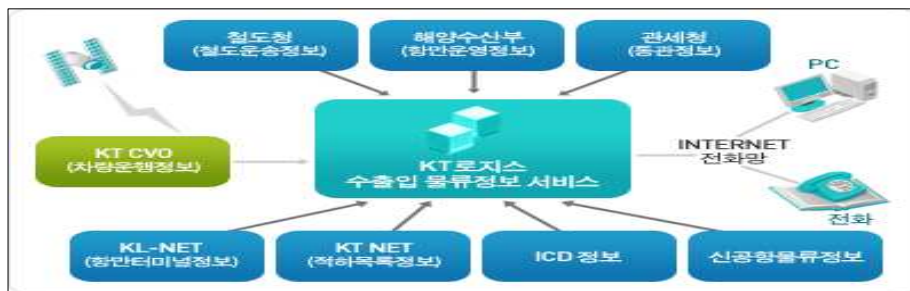 철도청
(철도운송정보)
해양수산부
(항만운영정보)
관세청
(통관정보)
PC
KT CVO
(차량운행정보)
KT로지스
수출입 물류정보 서비스
INTERNET
전화망
전화
KL-NET
(항만터미널정보)
KT NET
(적하목록정보)
ICD 정보
신공항물류정보